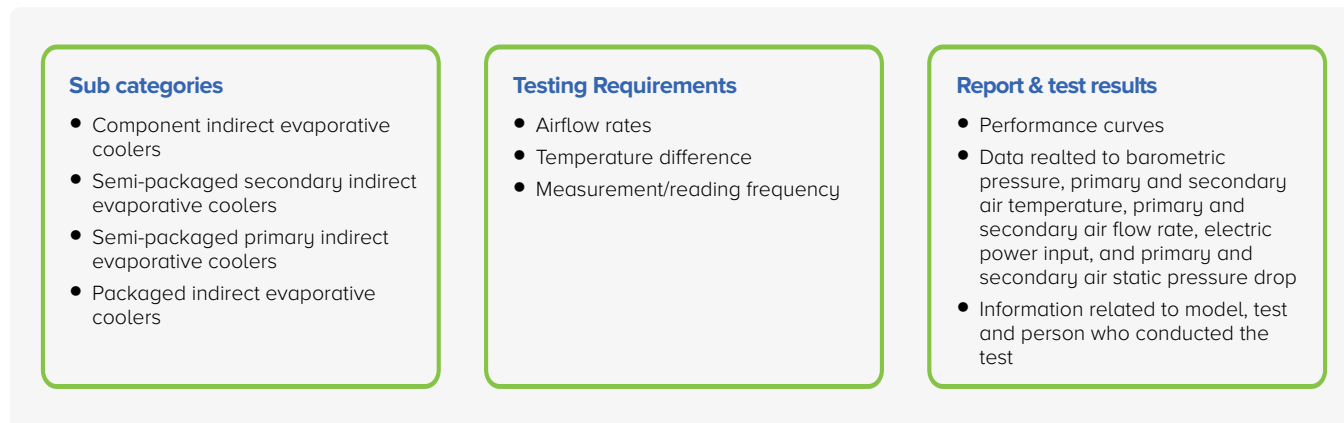 Sub categories
● Component indirect evaporative
coolers
● Semi-packaged secondary indirect
evaporative coolers
● Semi-packaged primary indirect
evaporative coolers
● Packaged indirect evaporative
coolers
Testing Requirements
● Airflow rates
● Temperature difference
● Measurement/reading frequency
Report & test results
● Performance curves
● Data realted to barometric
pressure, primary and secondary
air temperature, primary and
secondary air flow rate, electric
power input, and primary and
secondary air static pressure drop
● Information related to model, test
and person who conducted the
test